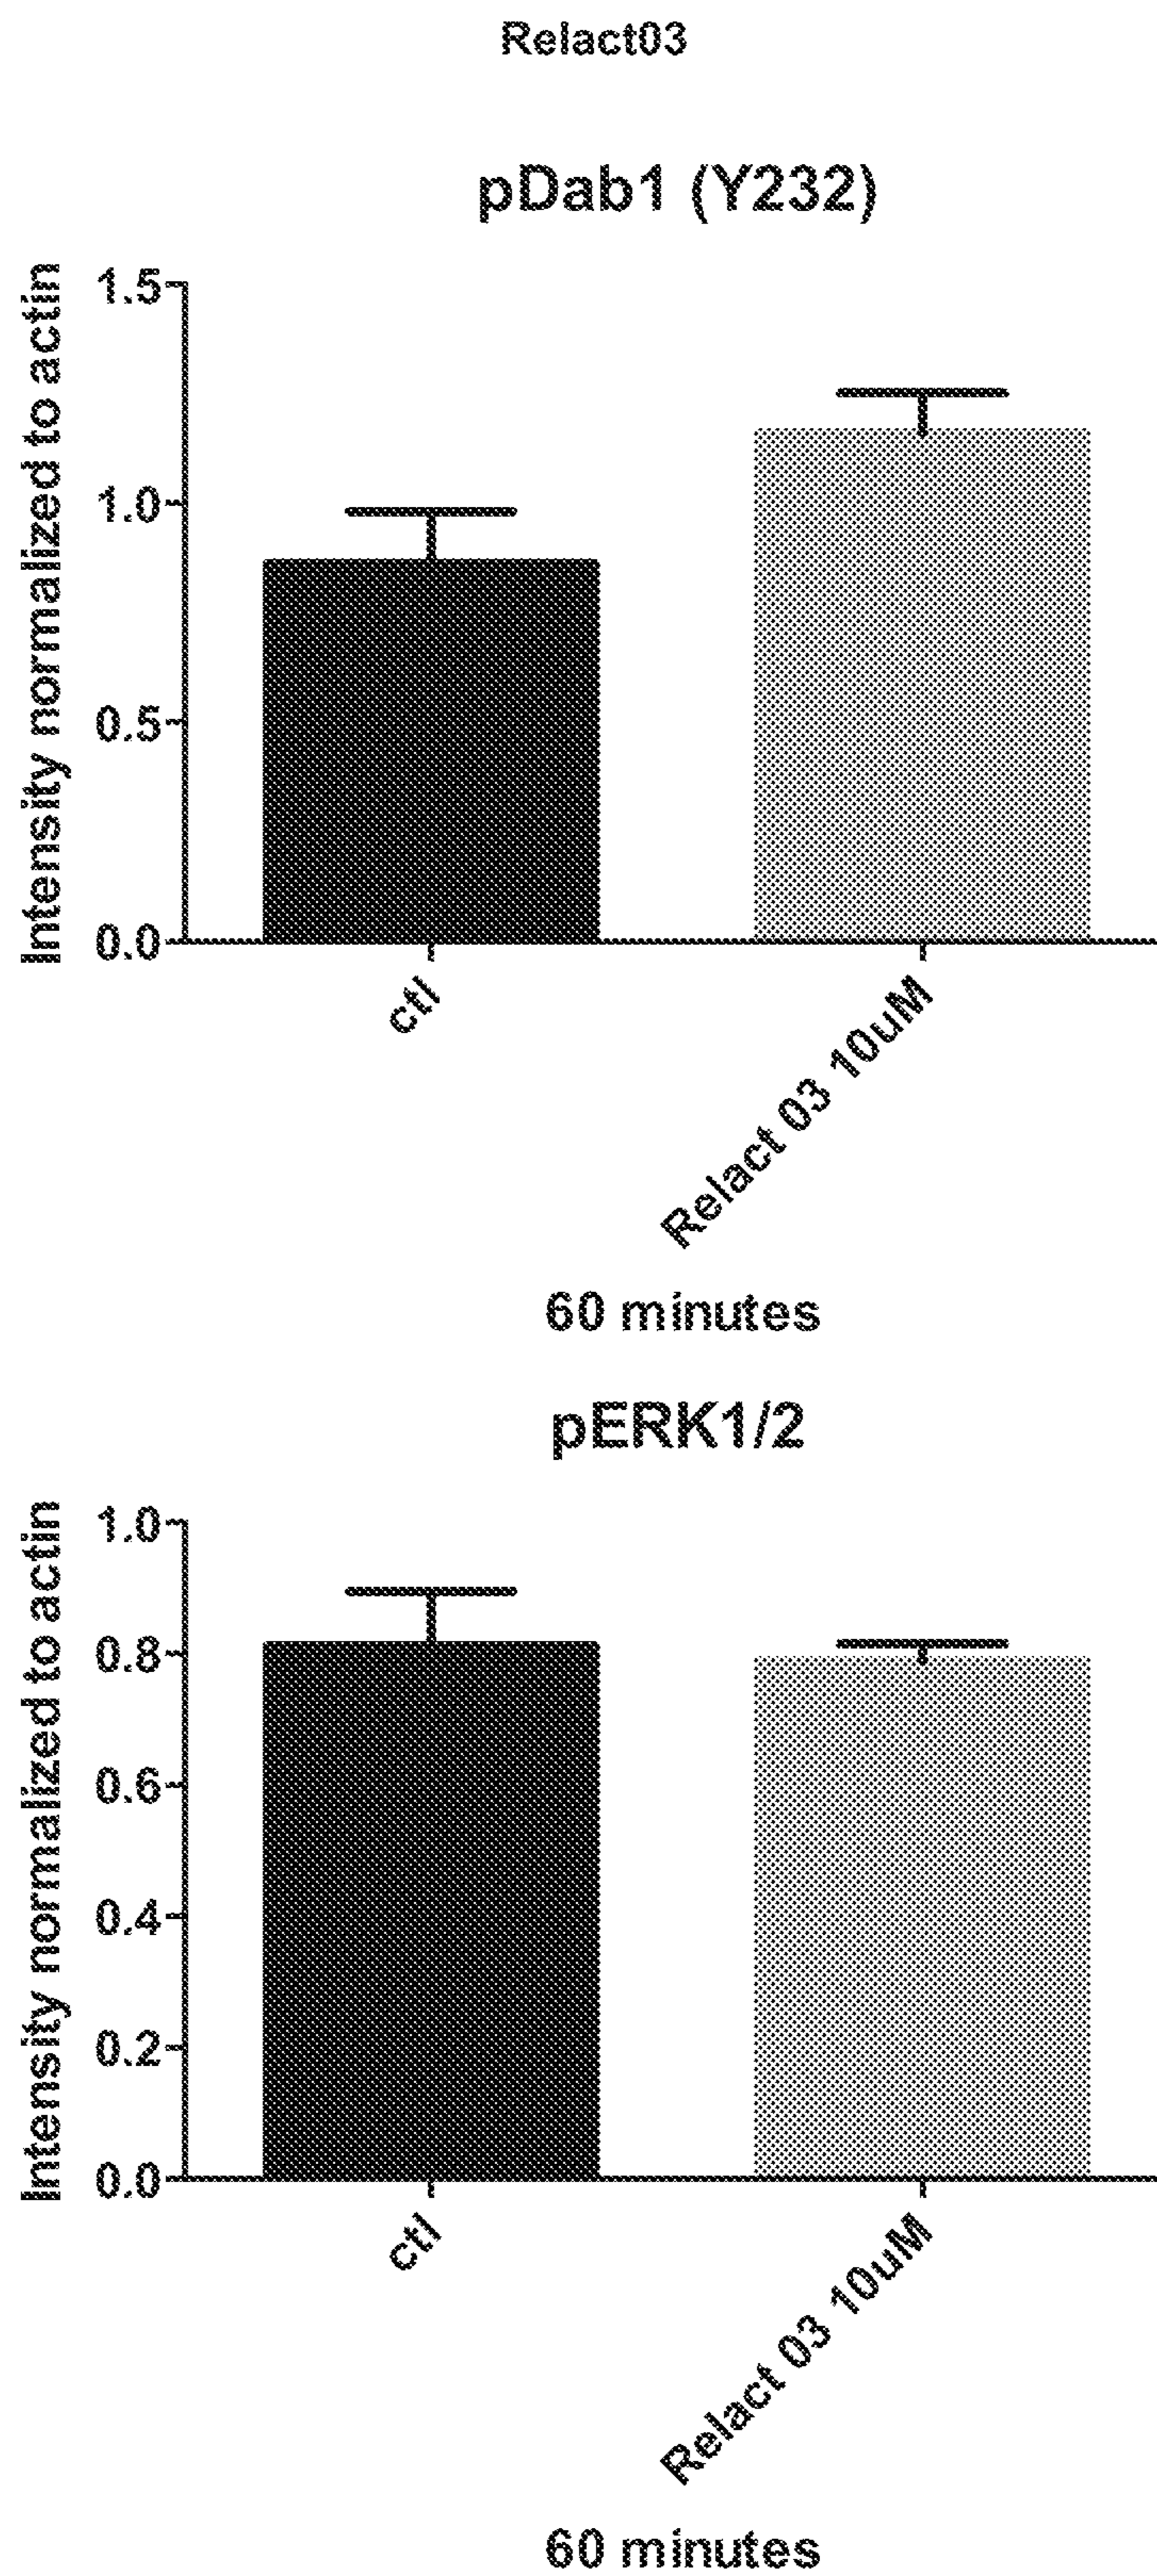 Relact03
pDab1 (Y232)
Intensity normalized to actin
1.5
1.0
0.5
0.0
ctl
Relact 03 10uM
60 minutes
pERK1/2
Intensity normalized to actin
1.0
0.8
0.6
0.4
0.2
0.0
ctl
Relact 03 10uM
60 minutes